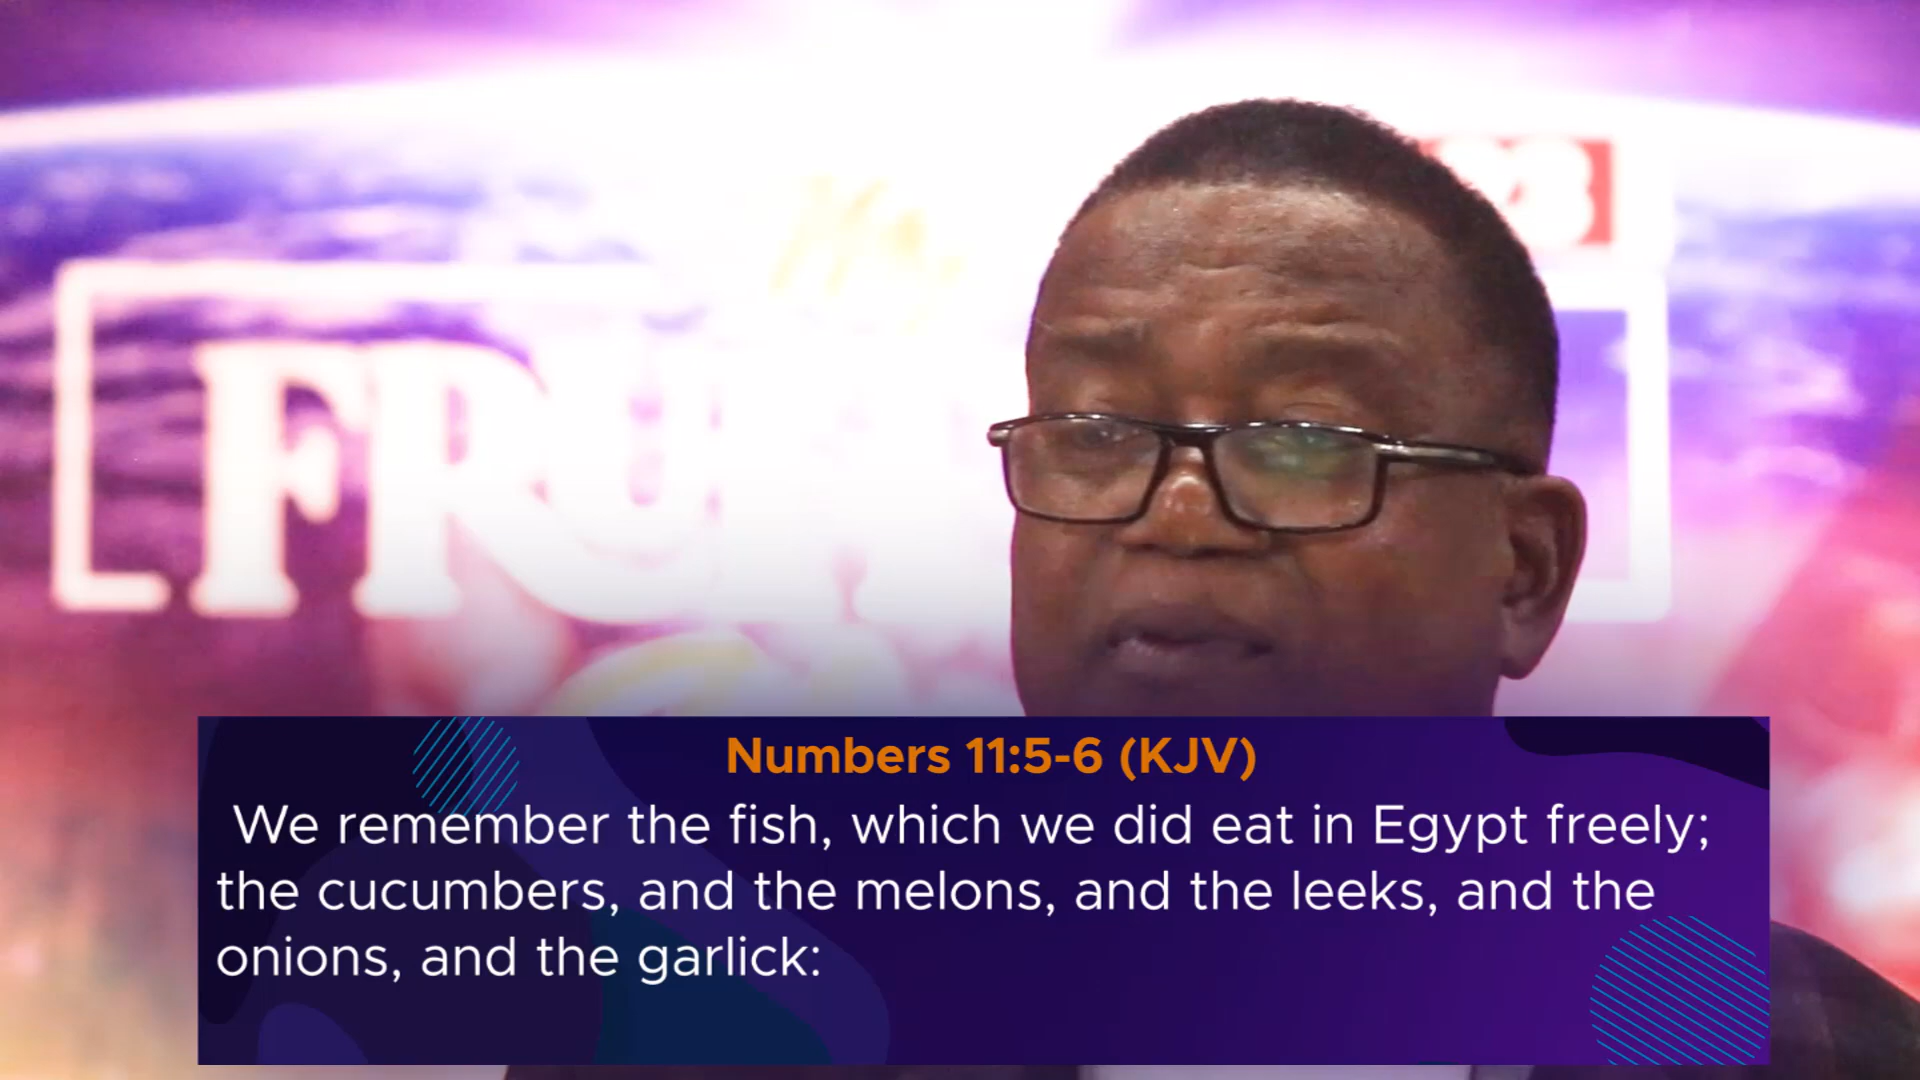 Numbers 11:5-6 (KJV)
We remember the fish, which we did eat in Egypt freely;
the cucumbers, and the melons, and the leeks, and the
onions, and the garlick: